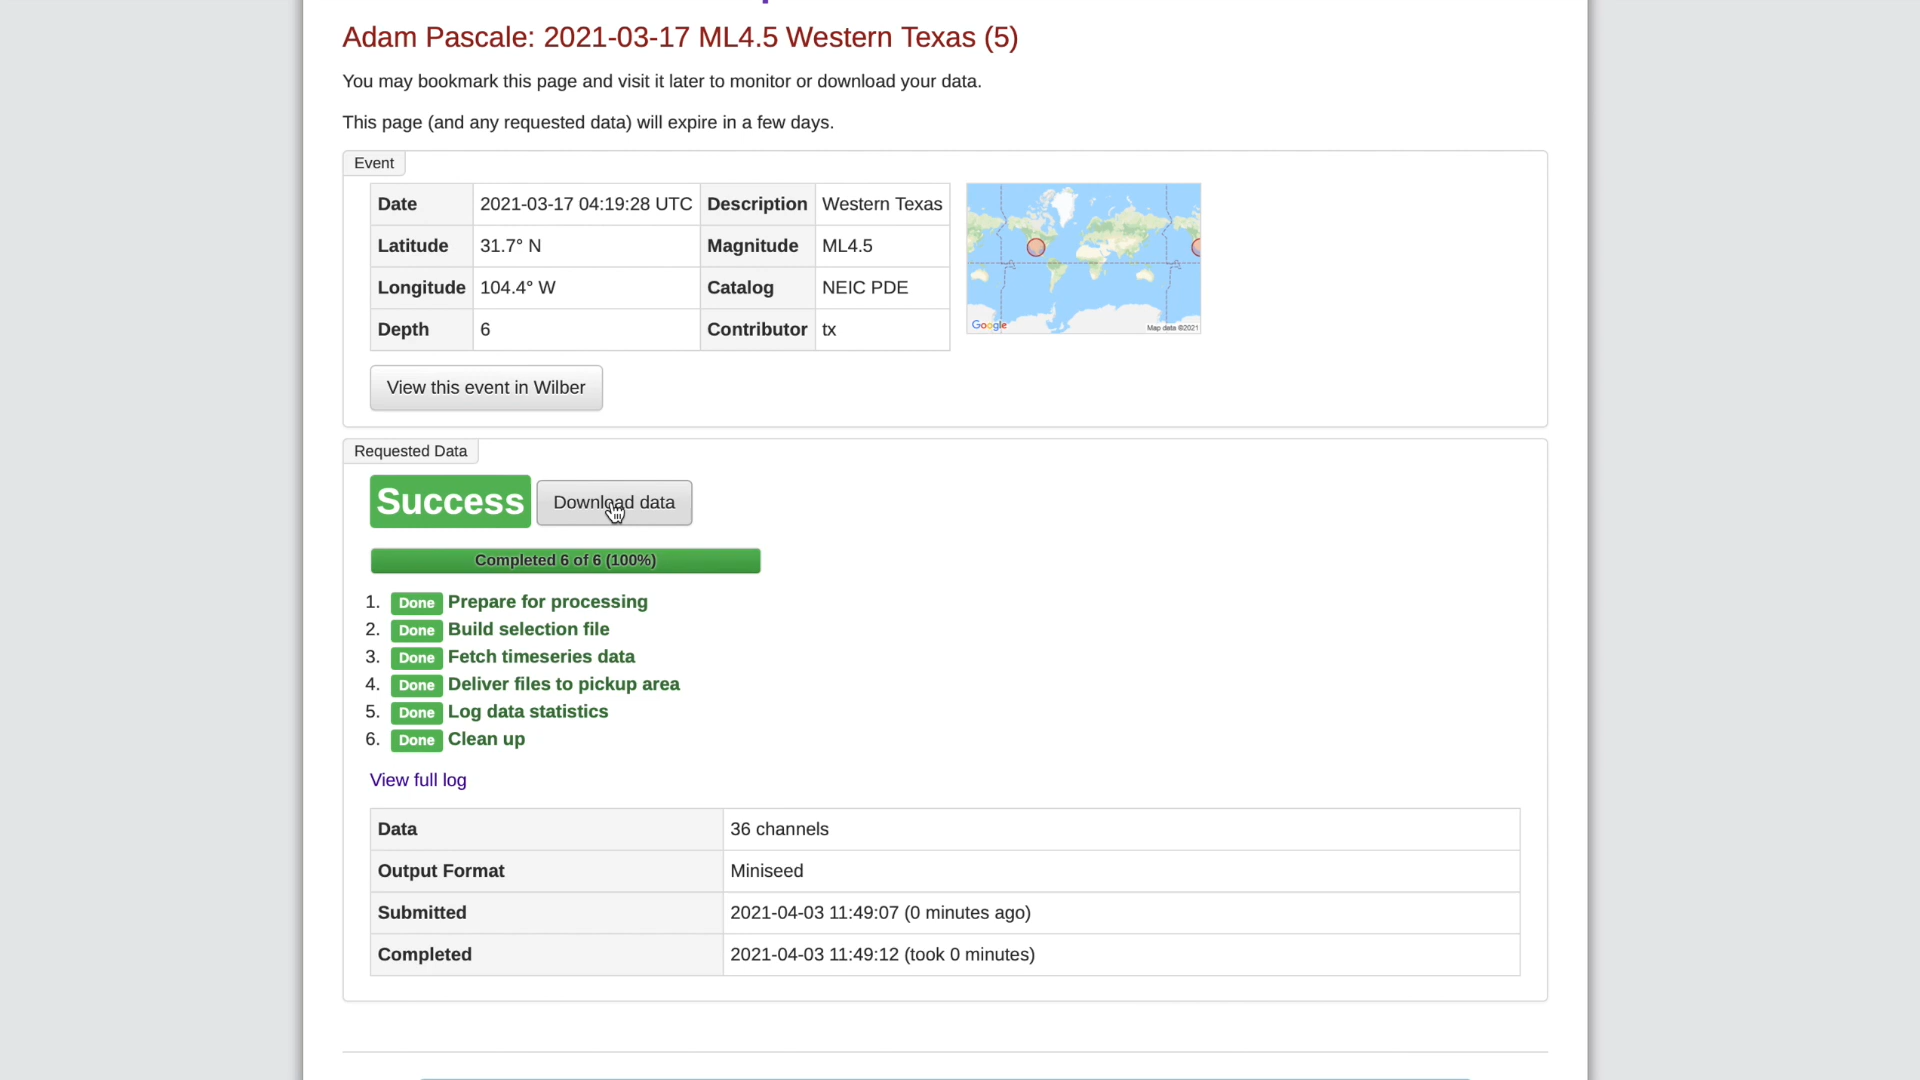 Adam Pascale: 2021-03-17 ML4.5 Western Texas (5)
You may bookmark this page and visit it later to monitor or download your data.
This page (and any requested data) will expire in a few days.
Event
Date 2021-03-17 04:19:28 UTC Description Western Texas
Latitude 31.7° N Magnitude ML4.5
Longitude 104.4° W Catalog NEIC PDE
Depth 6 Contributor tx
Google Map data ©2021
View this event in Wilber
Requested Data
Success Download data
Completed 6 of 6 (100%)
1. Done Prepare for processing
2. Done Build selection file
3. Done Fetch timeseries data
4. Done Deliver files to pickup area
5. Done Log data statistics
6. Done Clean up
View full log
Data 36 channels
Output Format Miniseed
Submitted 2021-04-03 11:49:07 (0 minutes ago)
Completed 2021-04-03 11:49:12 (took 0 minutes)